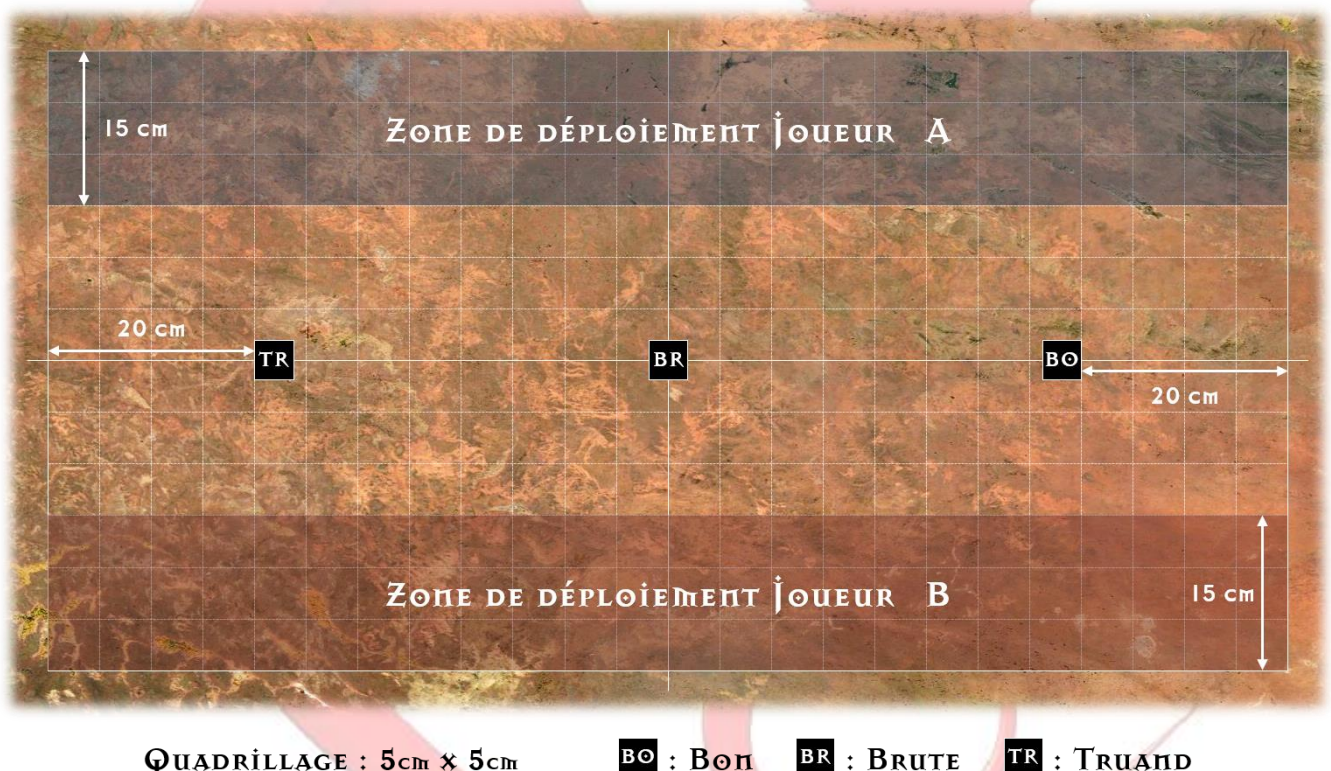 Zone de déploiement Joueur A
15 cm
20 cm
TR
BR
BO
20 cm
Zone de déploiement Joueur B
15 cm
Quadrillage : 5cm x 5cm
BO : Bon BR : Brute TR : Truand